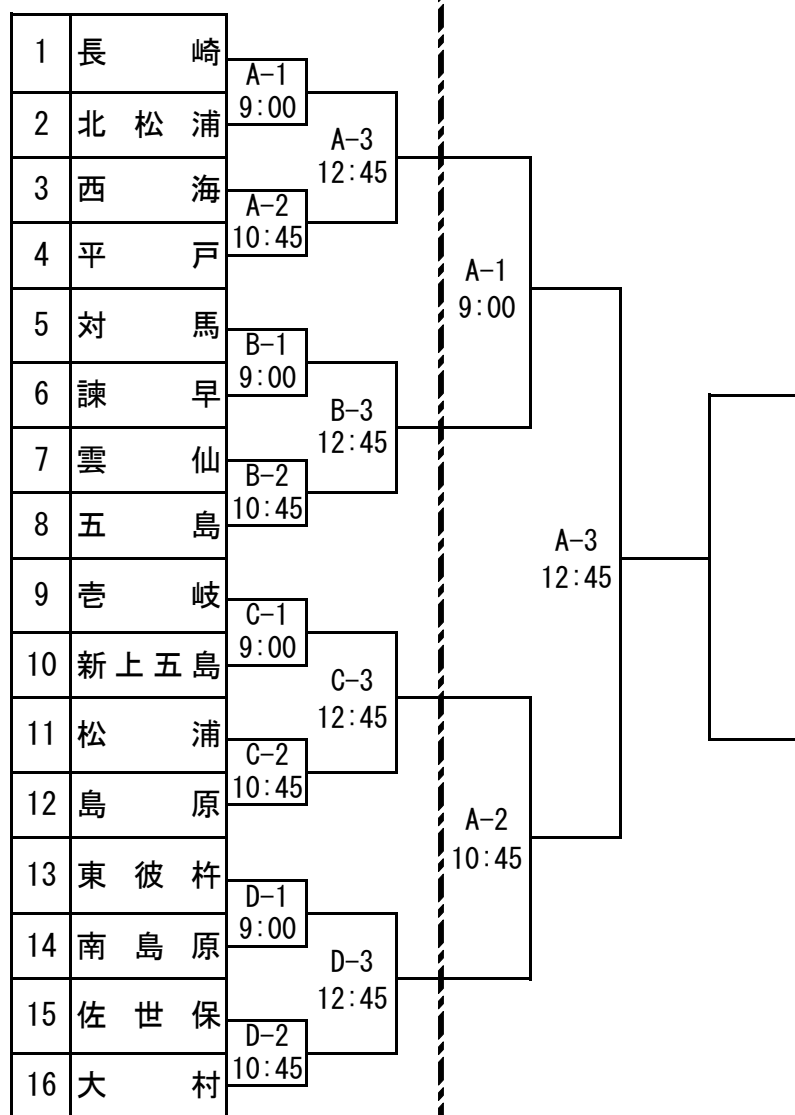 1 長崎
2 北松浦
3 西海
4 平戸
5 対馬
6 諫早
7 雲仙
8 五島
9 壱岐
10 新上五島
11 松浦
12 島原
13 東彼杵
14 南島原
15 佐世保
16 大村
A-1
9:00
A-2
10:45
B-1
9:00
B-2
10:45
C-1
9:00
C-2
10:45
D-1
9:00
D-2
10:45
A-3
12:45
B-3
12:45
C-3
12:45
D-3
12:45
A-1
9:00
A-2
10:45
A-3
12:45